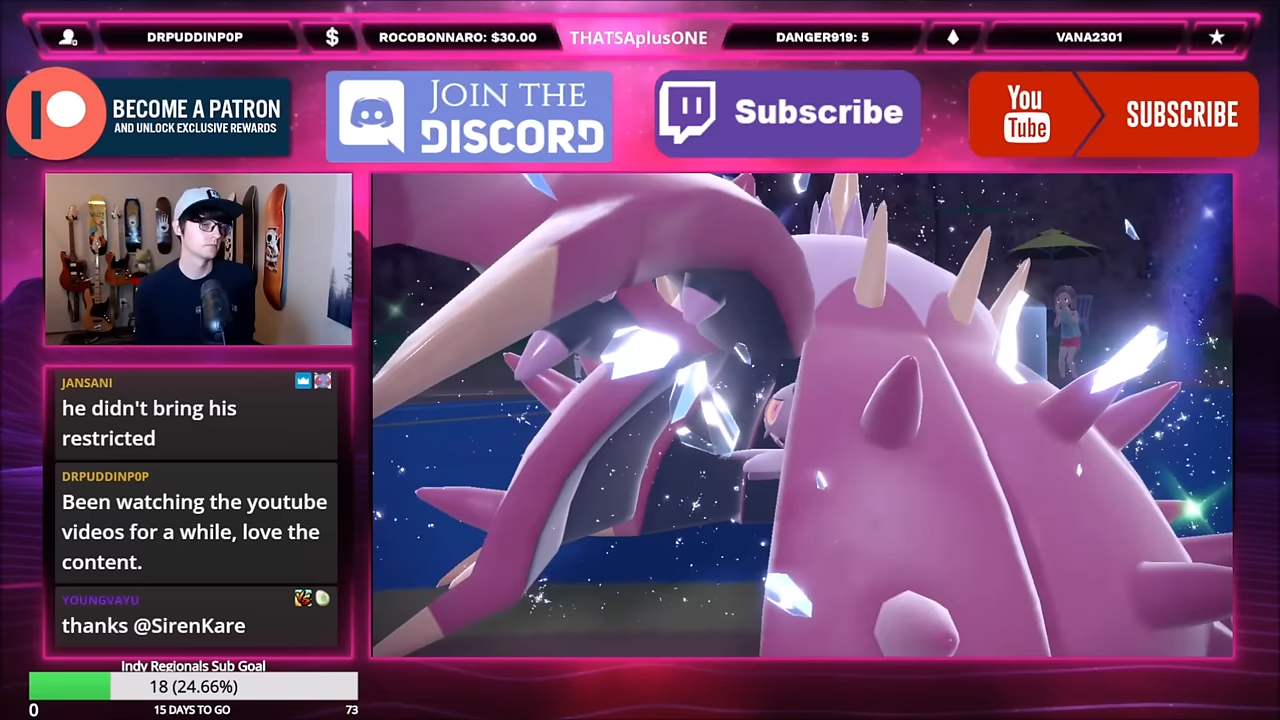 DRPUDDINP0P
$
ROCOBONNARO: $30.00
THATSAplusONE
DANGER919: 5
VANA2301
BECOME A PATRON
AND UNLOCK EXCLUSIVE REWARDS
JOIN THE
DISCORD
Subscribe
You
Tube
SUBSCRIBE
JANSANI
he didn't bring his
restricted
DRPUDDINP0P
Been watching the youtube
videos for a while, love the
content.
YOUNGVAYU
thanks @SirenKare
Indy Regionals Sub Goal
18 (24.66%)
0
15 DAYS TO GO
73